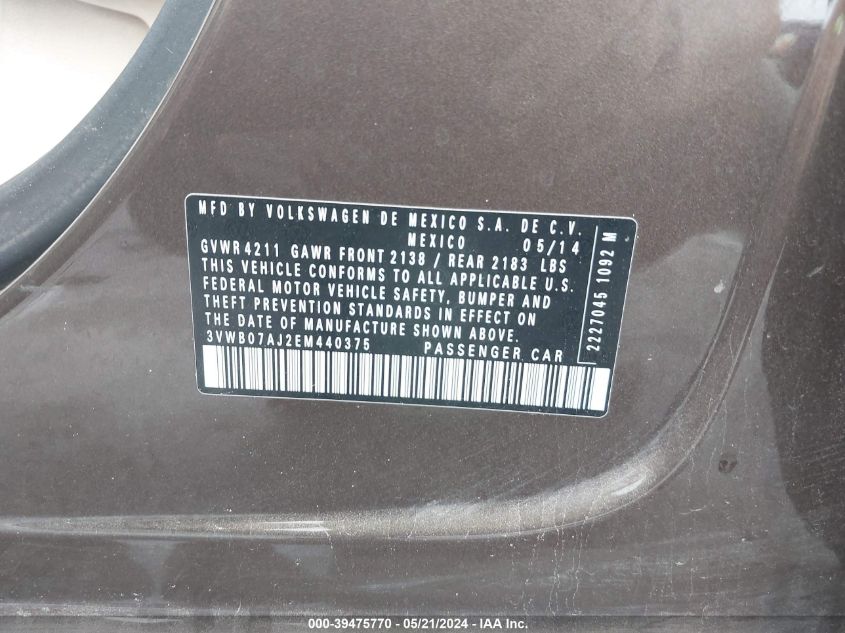 MFD BY VOLKSWAGEN DE MEXICO S.A. DE C.V.
MEXICO 05/14
GVWR 4211 GAWR FRONT 2138 / REAR 2183 LBS
THIS VEHICLE CONFORMS TO ALL APPLICABLE U.S.
FEDERAL MOTOR VEHICLE SAFETY, BUMPER AND
THEFT PREVENTION STANDARDS IN EFFECT ON
THE DATE OF MANUFACTURE SHOWN ABOVE.
3VWB07AJ2EM440375 PASSENGER CAR
2227045 1092 M
000-39475770 - 05/21/2024 - IAA Inc.